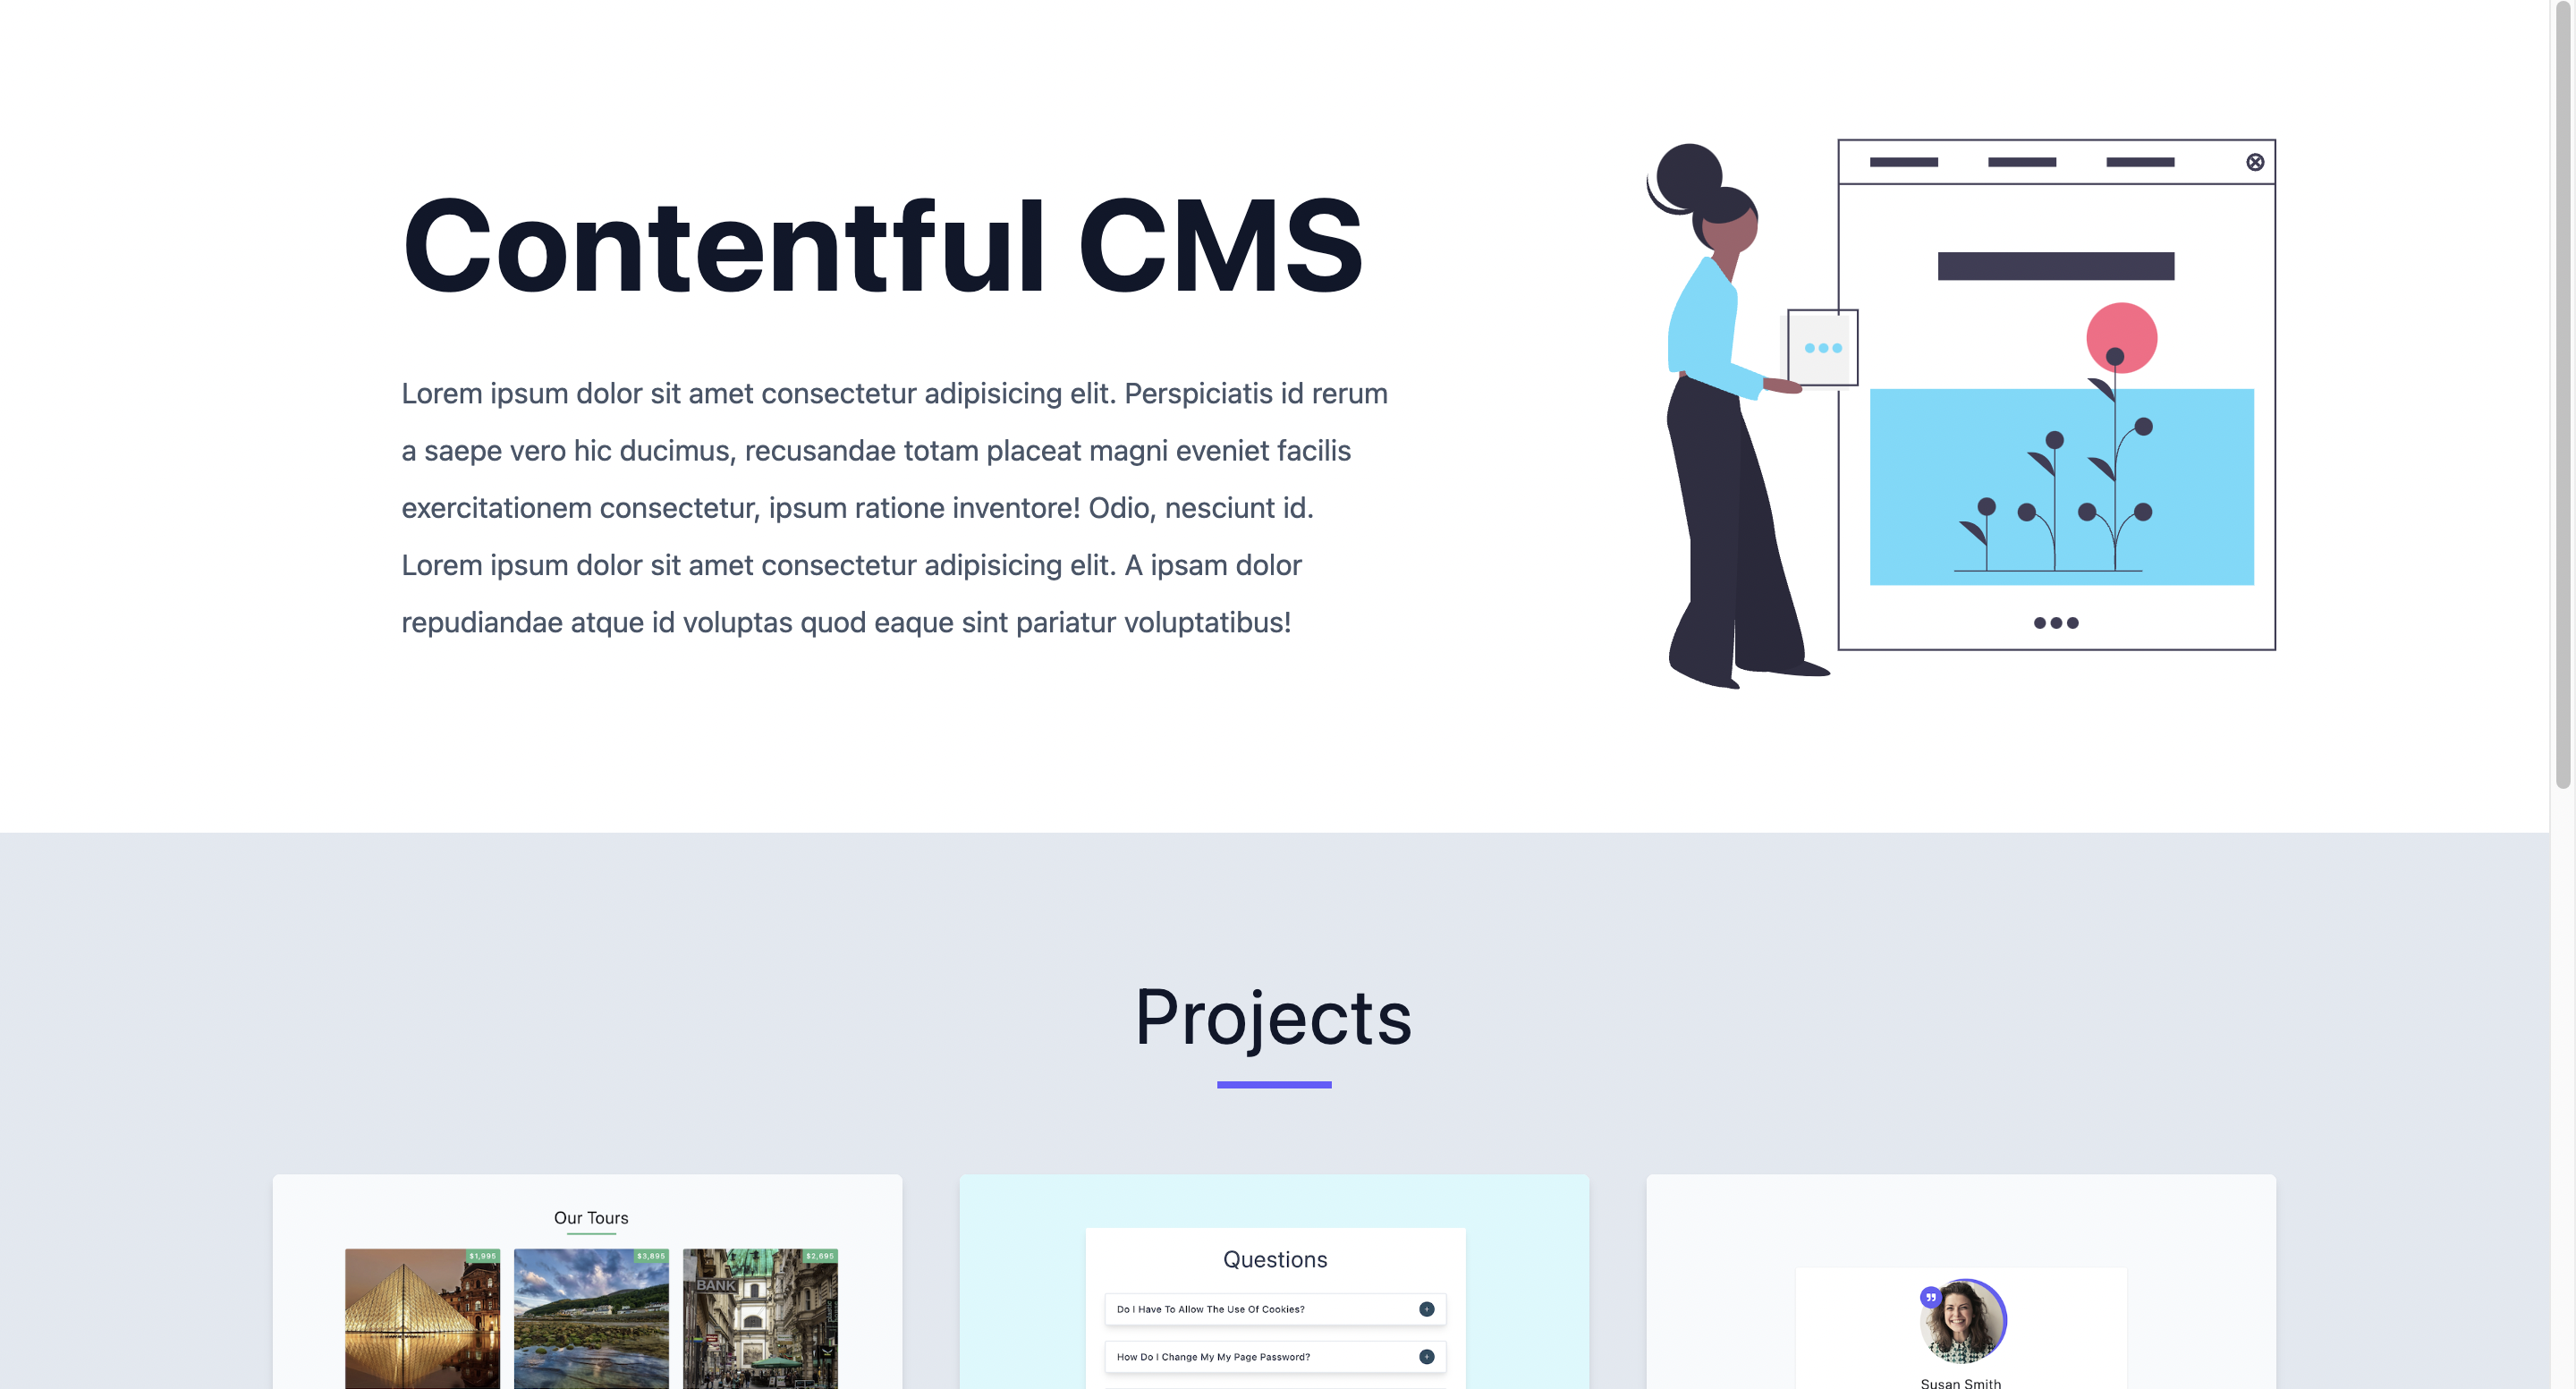 Contentful CMS
Lorem ipsum dolor sit amet consectetur adipisicing elit. Perspiciatis id rerum
a saepe vero hic ducimus, recusandae totam placeat magni eveniet facilis
exercitationem consectetur, ipsum ratione inventore! Odio, nesciunt id.
Lorem ipsum dolor sit amet consectetur adipisicing elit. A ipsam dolor
repudiandae atque id voluptas quod eaque sint pariatur voluptatibus!
Projects
Our Tours
$1,995
$3,895
$2,695
BANK
Questions
Do I Have To Allow The Use Of Cookies?
How Do I Change My My Page Password?
Susan Smith